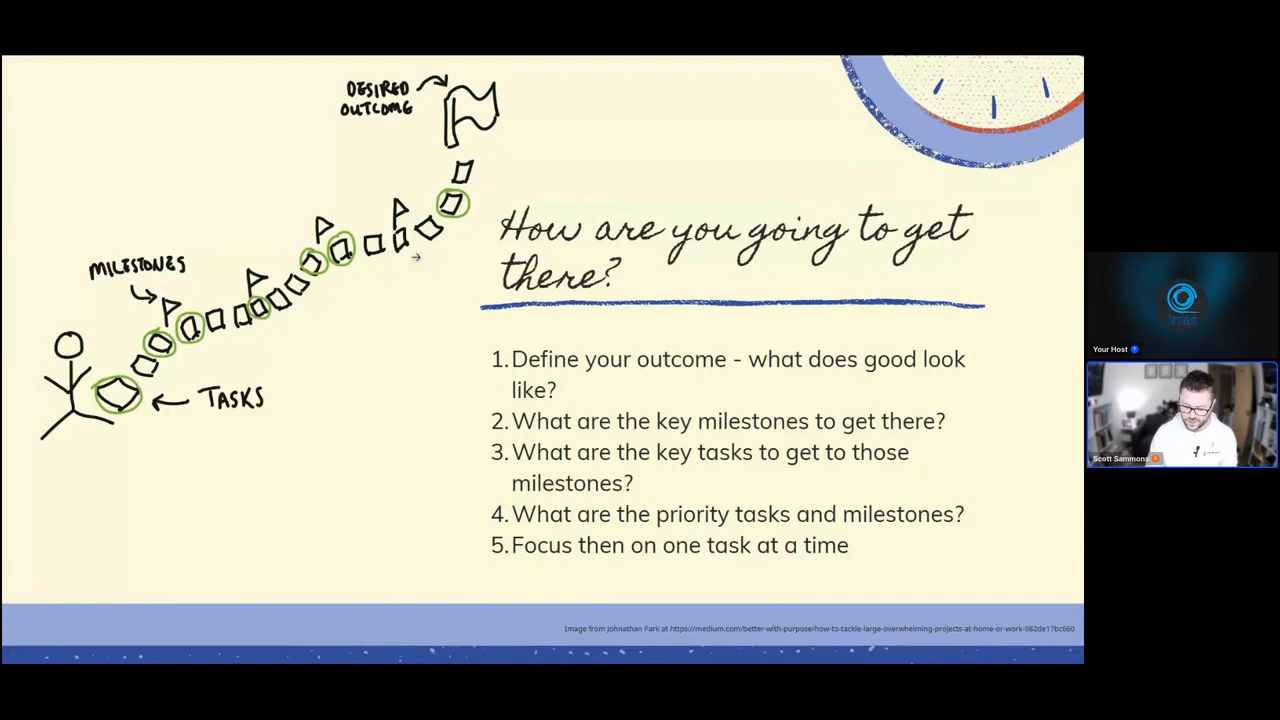 DESIRED
OUTCOME
MILESTONES
TASKS
How are you going to get
there?
1. Define your outcome - what does good look
like?
2. What are the key milestones to get there?
3. What are the key tasks to get to those
milestones?
4. What are the priority tasks and milestones?
5. Focus then on one task at a time
Image from Johnathan Park at https://medium.com/better-with-purpose/how-to-tackle-large-overwhelming-projects-at-home-or-work-982de17bc660
Your Host
Scott Sammons